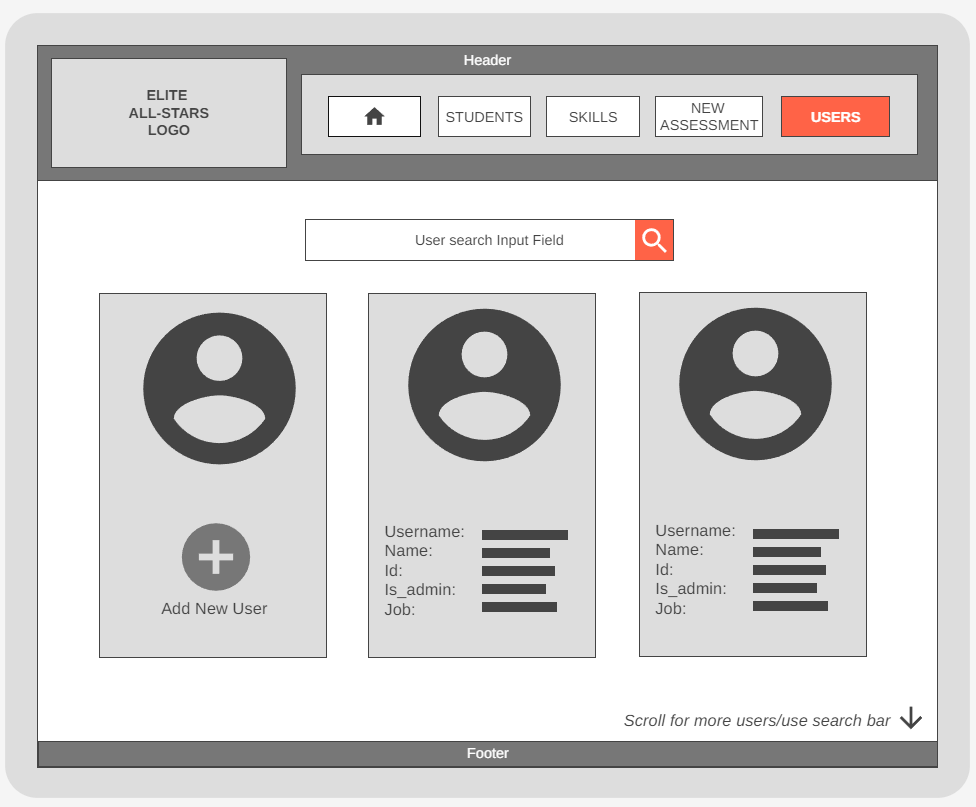 Header
ELITE
ALL-STARS
LOGO
STUDENTS
SKILLS
NEW
ASSESSMENT
USERS
User search Input Field
Add New User
Username:
Name:
Id:
Is_admin:
Job:
Username:
Name:
Id:
Is_admin:
Job:
Scroll for more users/use search bar
Footer